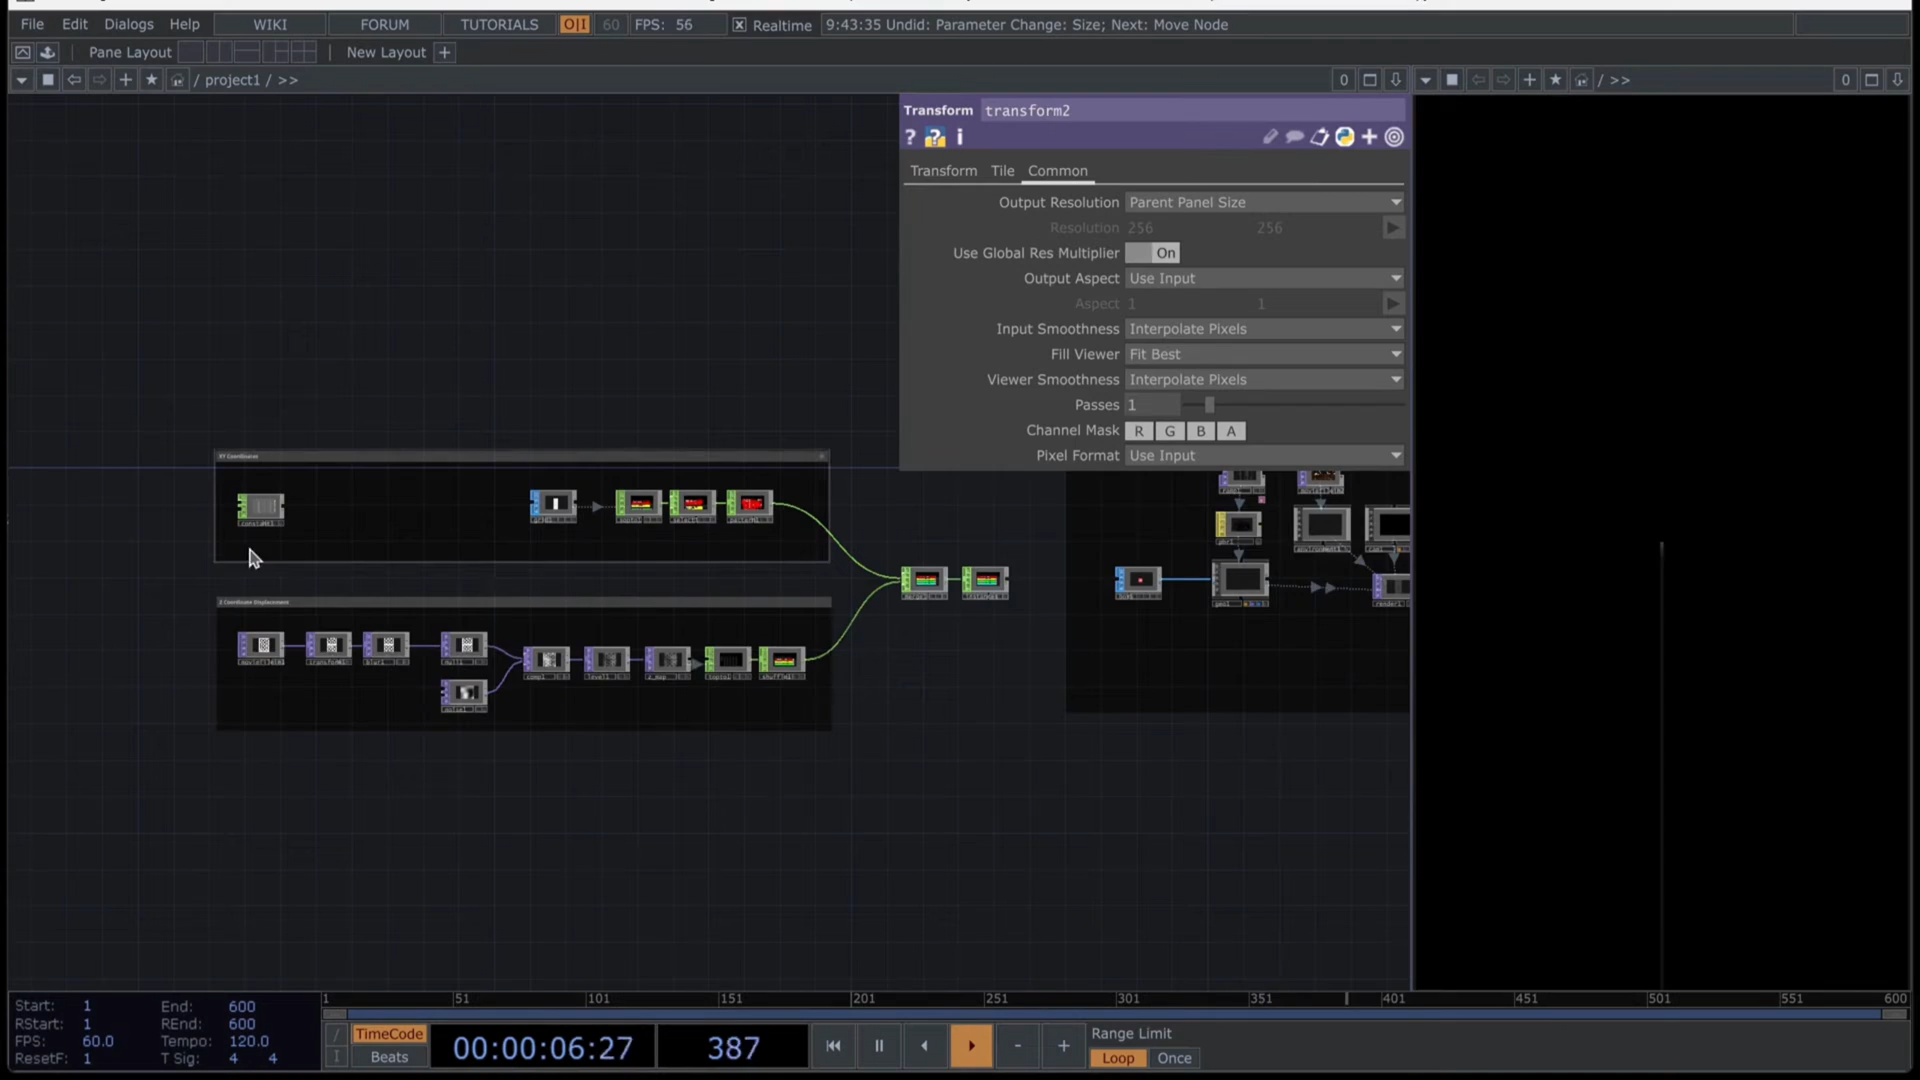 File Edit Dialogs Help WIKI FORUM TUTORIALS O|I 60 FPS: 56 Realtime 9:43:35 Undid: Parameter Change: Size; Next: Move Node
Pane Layout New Layout +
/ project1 / >> 0 / >> 0
Transform transform2
? ? i
Transform Tile Common
Output Resolution Parent Panel Size
Resolution 256 256
Use Global Res Multiplier On
Output Aspect Use Input
Aspect 1 1
Input Smoothness Interpolate Pixels
Fill Viewer Fit Best
Viewer Smoothness Interpolate Pixels
Passes 1
Channel Mask R G B A
Pixel Format Use Input
XY Coordinates
Z Coordinate Displacement
1 51 101 151 201 251 301 351 401 451 501 551 600
Start: 1 End: 600
RStart: 1 REnd: 600
FPS: 60.0 Tempo: 120.0
ResetF: 1 T Sig: 4 4
TimeCode
Beats
00:00:06:27 387
Range Limit
Loop Once